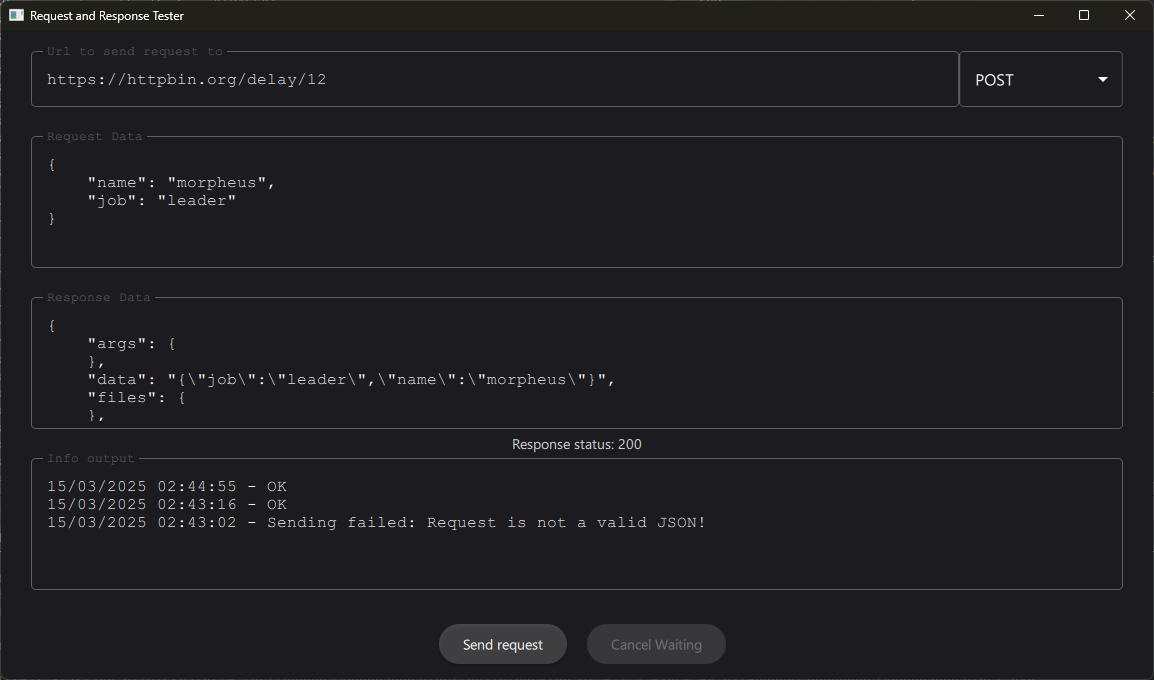 Request and Response Tester
Url to send request to
https://httpbin.org/delay/12
POST
Request Data
{
    "name": "morpheus",
    "job": "leader"
}
Response Data
{
    "args": {
    },
    "data": "{\"job\":\"leader\",\"name\":\"morpheus\"}",
    "files": {
    },
Response status: 200
Info output
15/03/2025 02:44:55 - OK
15/03/2025 02:43:16 - OK
15/03/2025 02:43:02 - Sending failed: Request is not a valid JSON!
Send request
Cancel Waiting